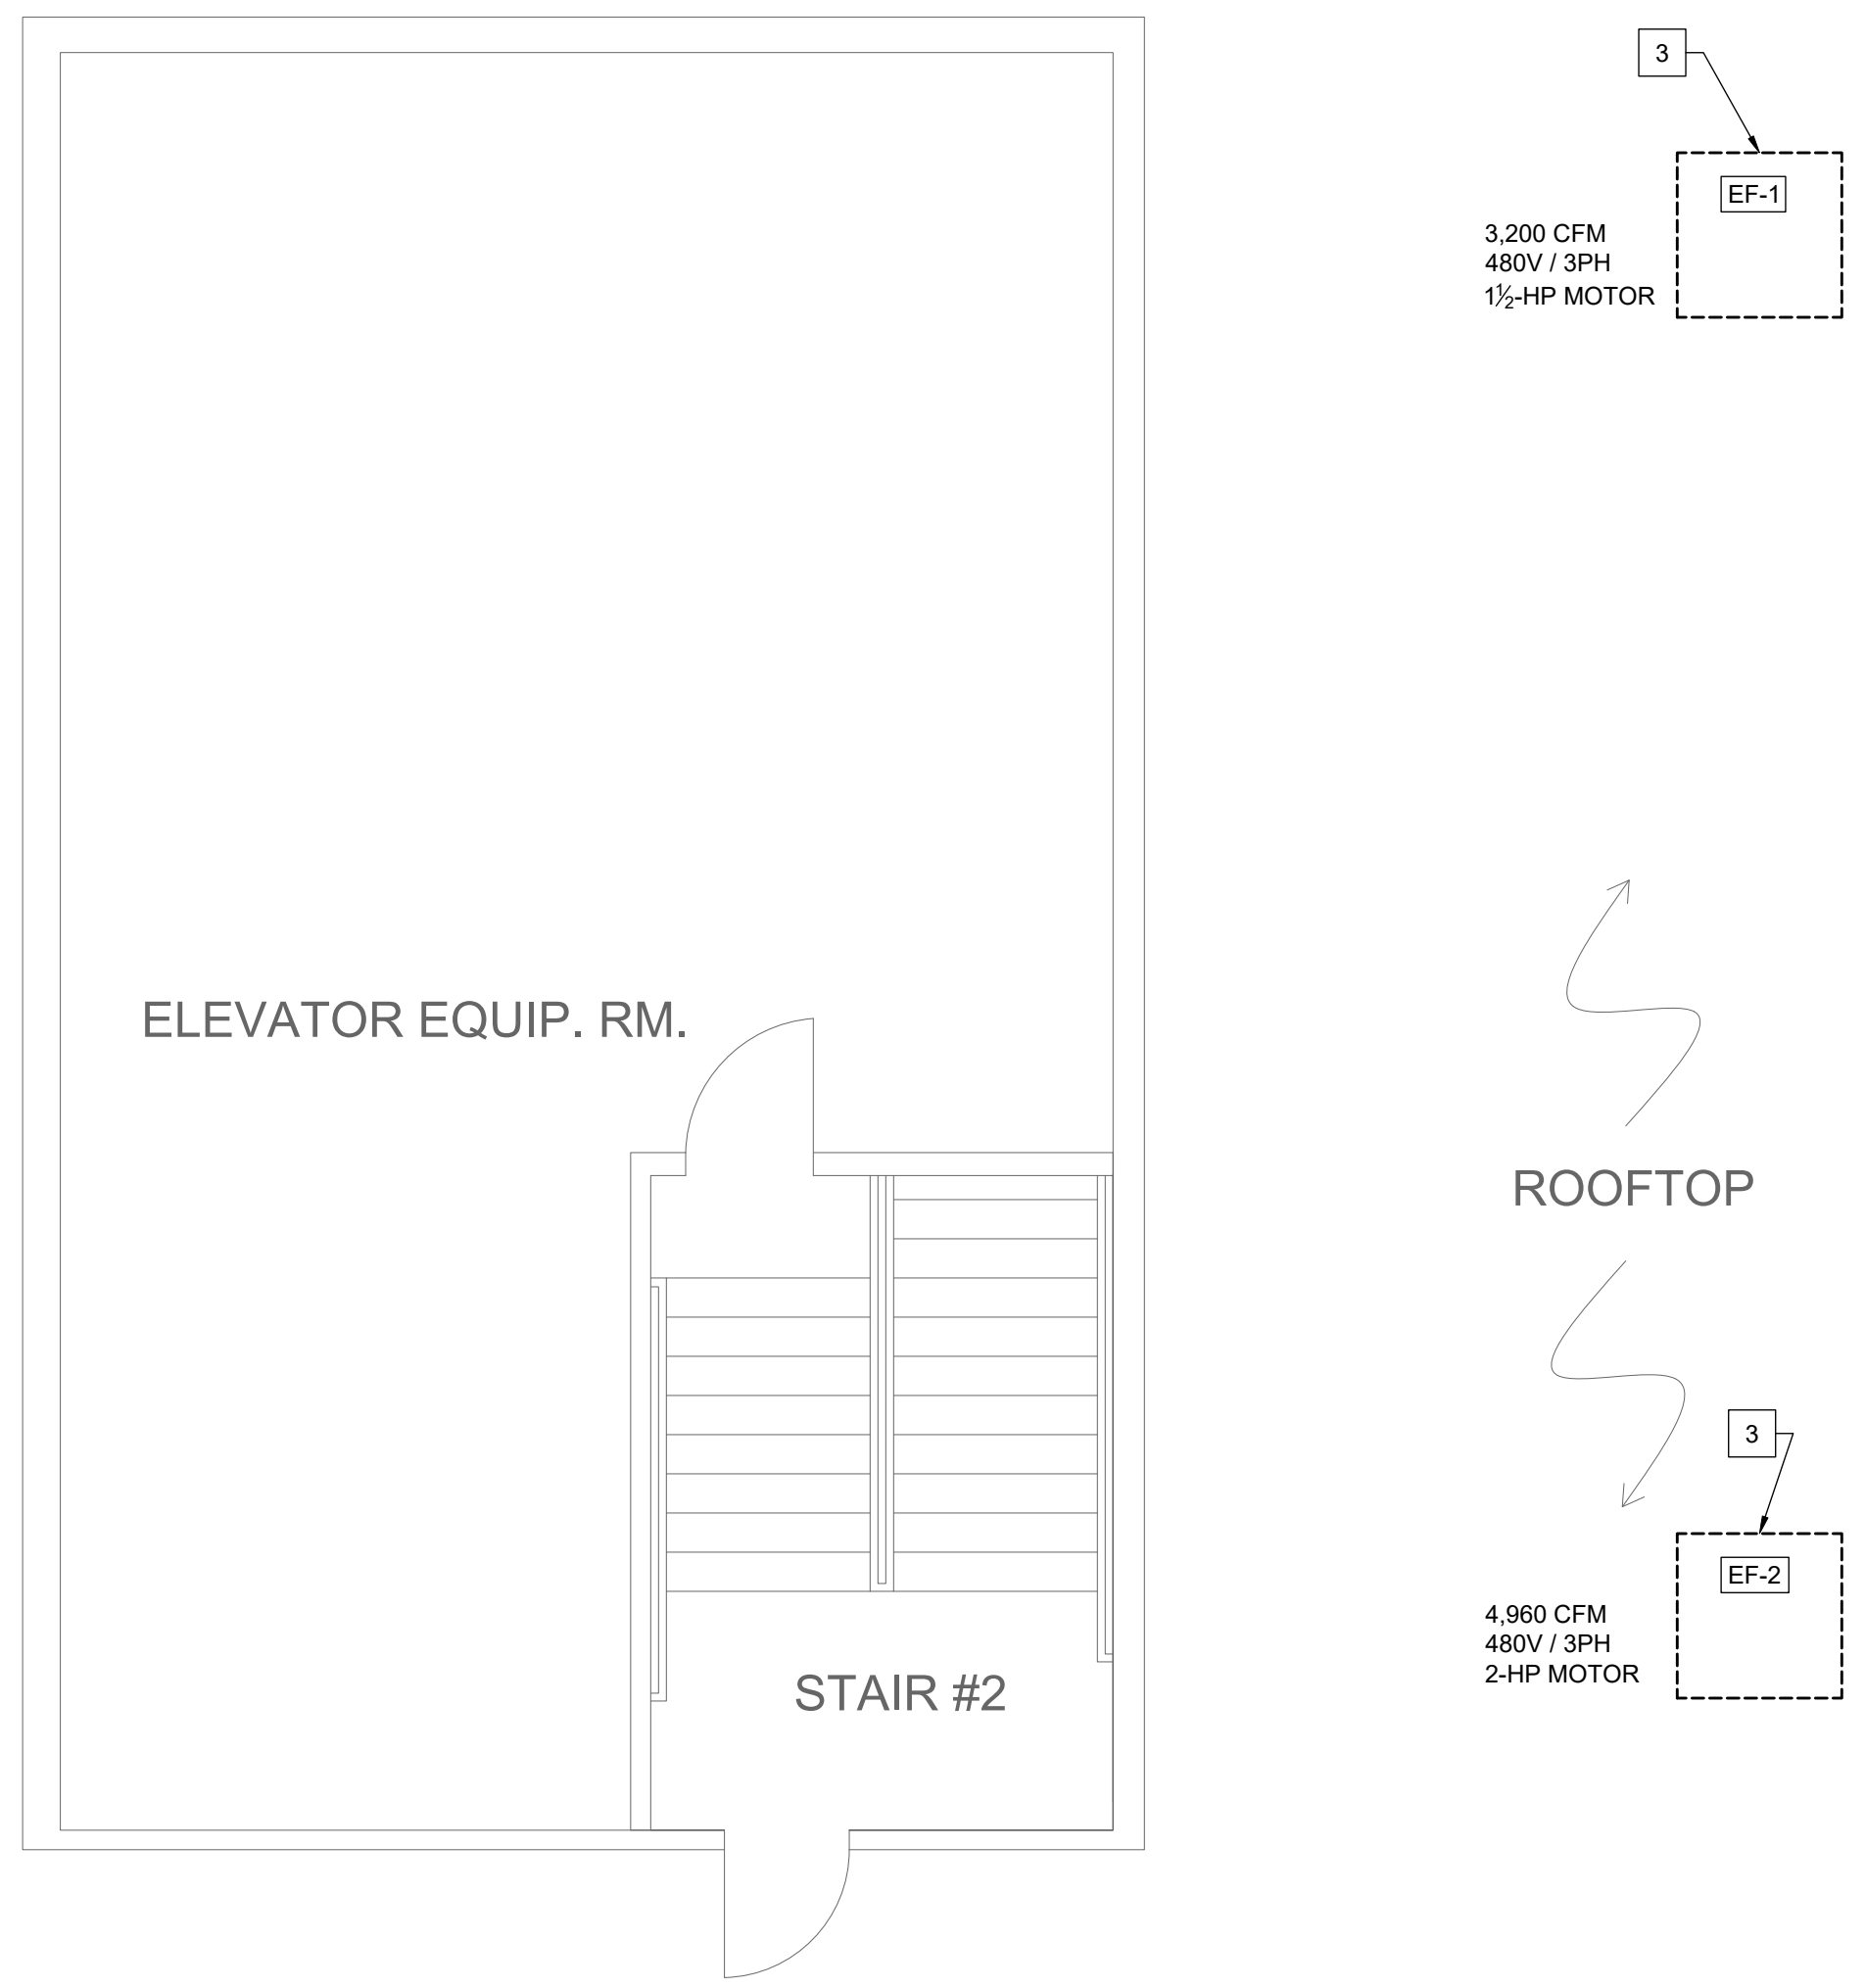 3
EF-1
3,200 CFM
480V / 3PH
1½-HP MOTOR
ELEVATOR EQUIP. RM.
ROOFTOP
3
EF-2
4,960 CFM
480V / 3PH
2-HP MOTOR
STAIR #2